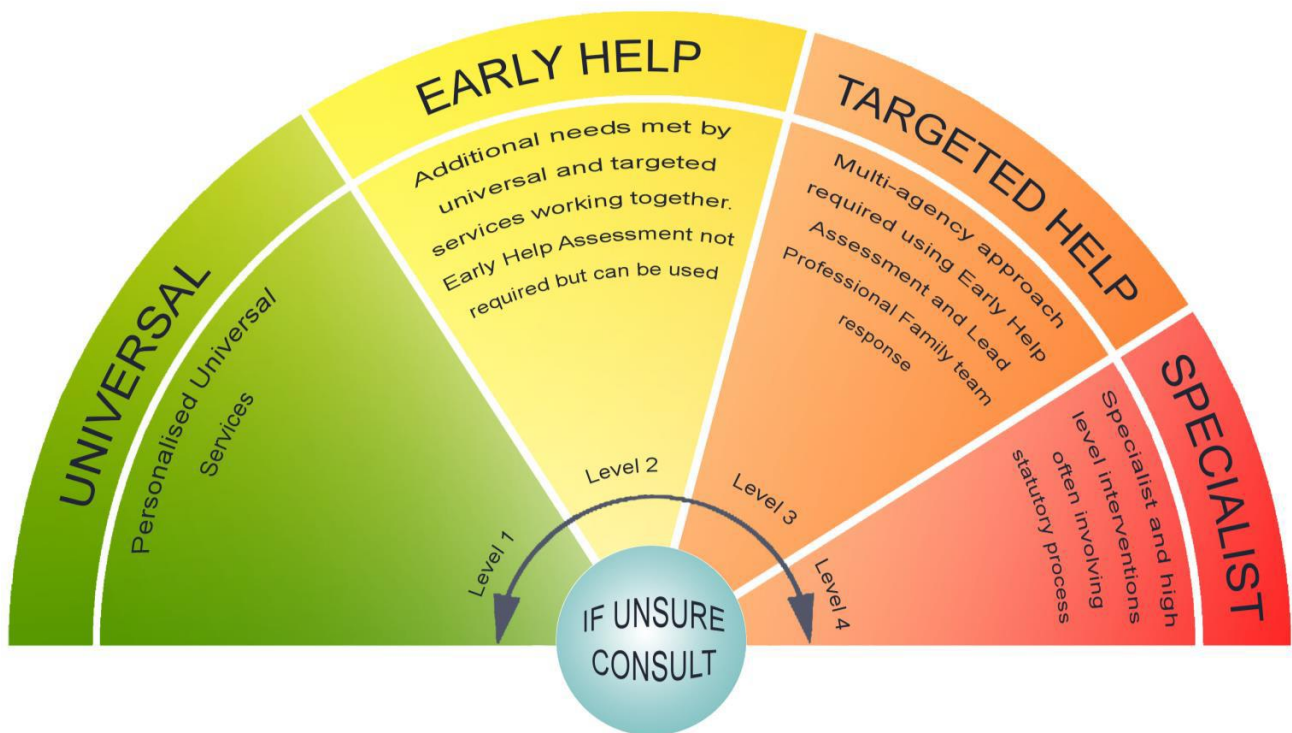 UNIVERSAL
Personalised Universal
Services
Level 1
EARLY HELP
Additional needs met by
universal and targeted
services working together.
Early Help Assessment not
required but can be used
Level 2
TARGETED HELP
Multi-agency approach
required using Early Help
Assessment and Lead
Professional Family team
response
Level 3
SPECIALIST
Specialist and high
level interventions
often involving
statutory process
Level 4
IF UNSURE
CONSULT